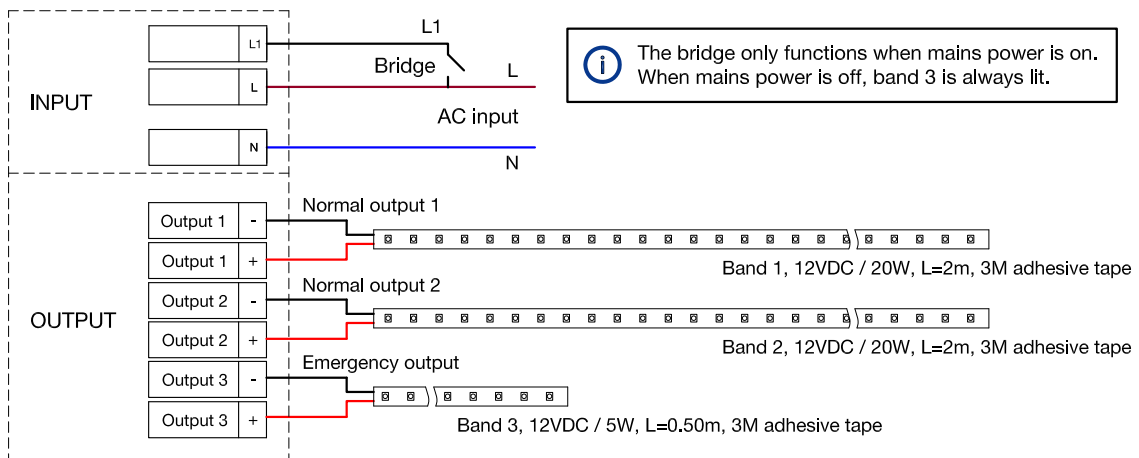 L1
L1
Bridge
L
L
INPUT
AC input
N
N
i
The bridge only functions when mains power is on.
When mains power is off, band 3 is always lit.
OUTPUT
Output 1 -
Normal output 1
Output 1 +
Band 1, 12VDC / 20W, L=2m, 3M adhesive tape
Output 2 -
Normal output 2
Output 2 +
Band 2, 12VDC / 20W, L=2m, 3M adhesive tape
Output 3 -
Emergency output
Output 3 +
Band 3, 12VDC / 5W, L=0.50m, 3M adhesive tape